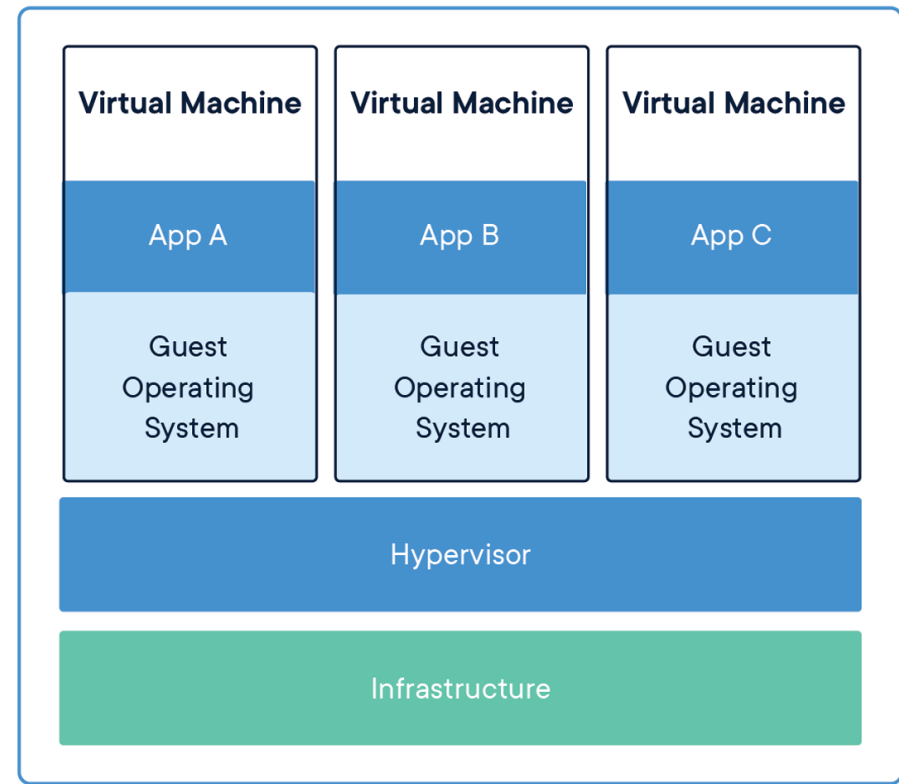 Virtual Machine
App A
Guest
Operating
System
Virtual Machine
App B
Guest
Operating
System
Virtual Machine
App C
Guest
Operating
System
Hypervisor
Infrastructure